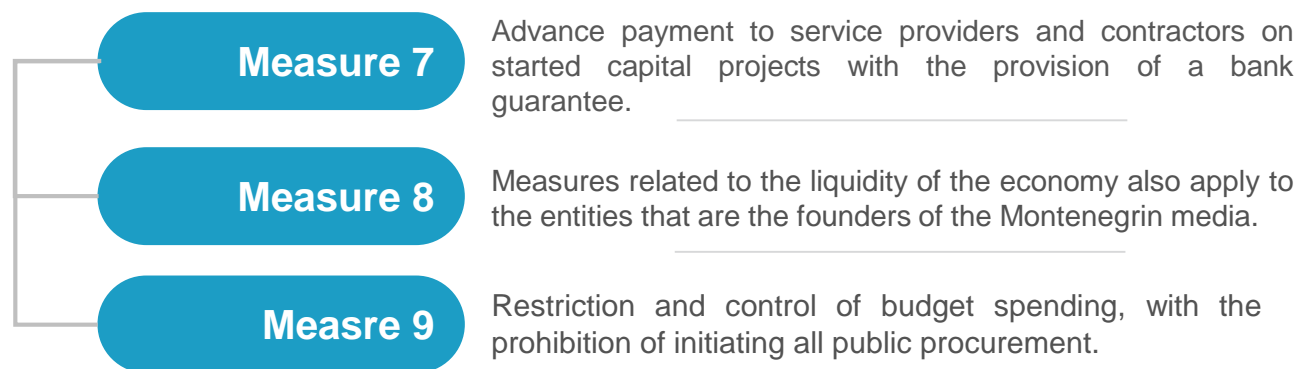 Measure 7
Advance payment to service providers and contractors on
started capital projects with the provision of a bank
guarantee.
Measure 8
Measures related to the liquidity of the economy also apply to
the entities that are the founders of the Montenegrin media.
Measre 9
Restriction and control of budget spending, with the
prohibition of initiating all public procurement.